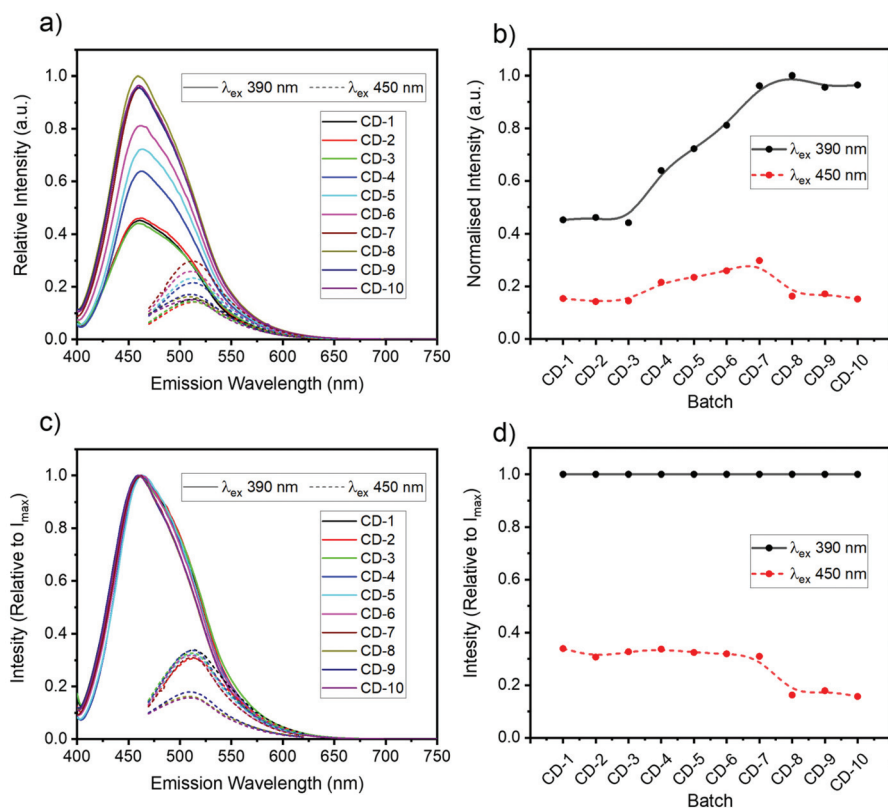 a)
Relative Intensity (a.u.)
1.0
0.8
0.6
0.4
0.2
0.0
λex 390 nm
λex 450 nm
CD-1
CD-2
CD-3
CD-4
CD-5
CD-6
CD-7
CD-8
CD-9
CD-10
400 450 500 550 600 650 700 750
Emission Wavelength (nm)
b)
Normalised Intensity (a.u.)
1.0
0.8
0.6
0.4
0.2
0.0
λex 390 nm
λex 450 nm
CD-1 CD-2 CD-3 CD-4 CD-5 CD-6 CD-7 CD-8 CD-9 CD-10
Batch
c)
Intesity (Relative to Imax)
1.0
0.8
0.6
0.4
0.2
0.0
λex 390 nm
λex 450 nm
CD-1
CD-2
CD-3
CD-4
CD-5
CD-6
CD-7
CD-8
CD-9
CD-10
400 450 500 550 600 650 700 750
Emission Wavelength (nm)
d)
Intesity (Relative to Imax)
1.0
0.8
0.6
0.4
0.2
0.0
λex 390 nm
λex 450 nm
CD-1 CD-2 CD-3 CD-4 CD-5 CD-6 CD-7 CD-8 CD-9 CD-10
Batch